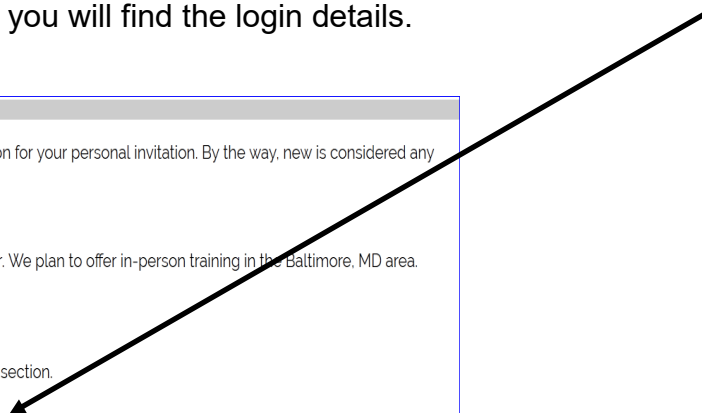 you will find the login details.
on for your personal invitation. By the way, new is considered any
. We plan to offer in-person training in the Baltimore, MD area.
section.